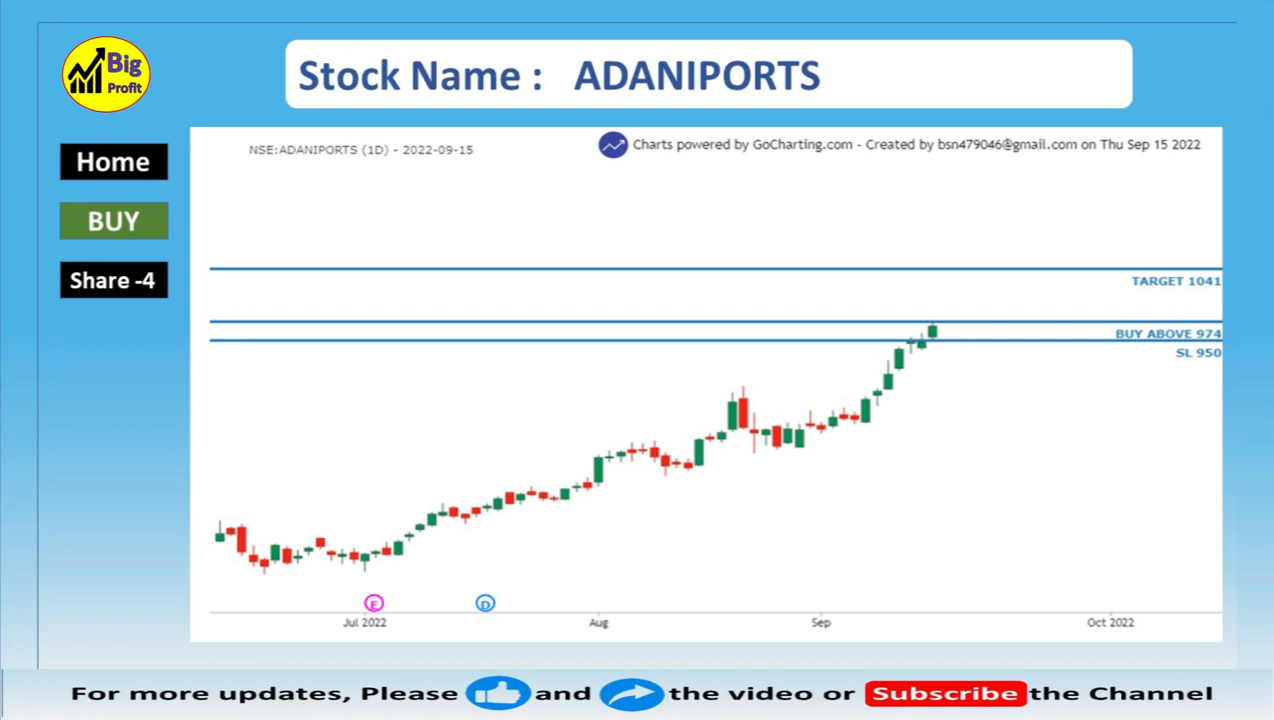 Big
Profit
Stock Name : ADANIPORTS
Home
BUY
Share -4
NSE:ADANIPORTS (1D) - 2022-09-15
Charts powered by GoCharting.com - Created by bsn479046@gmail.com on Thu Sep 15 2022
TARGET 1041
BUY ABOVE 974
SL 950
E
D
Jul 2022
Aug
Sep
Oct 2022
For more updates, Please and the video or Subscribe the Channel